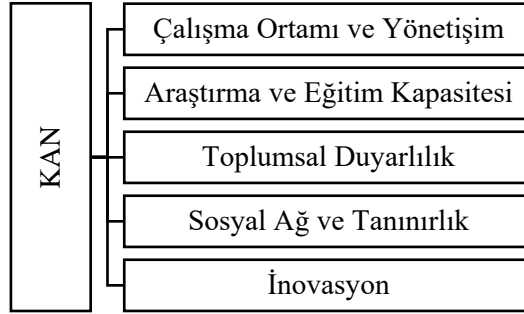 KAN
Çalışma Ortamı ve Yönetişim
Araştırma ve Eğitim Kapasitesi
Toplumsal Duyarlılık
Sosyal Ağ ve Tanınırlık
İnovasyon